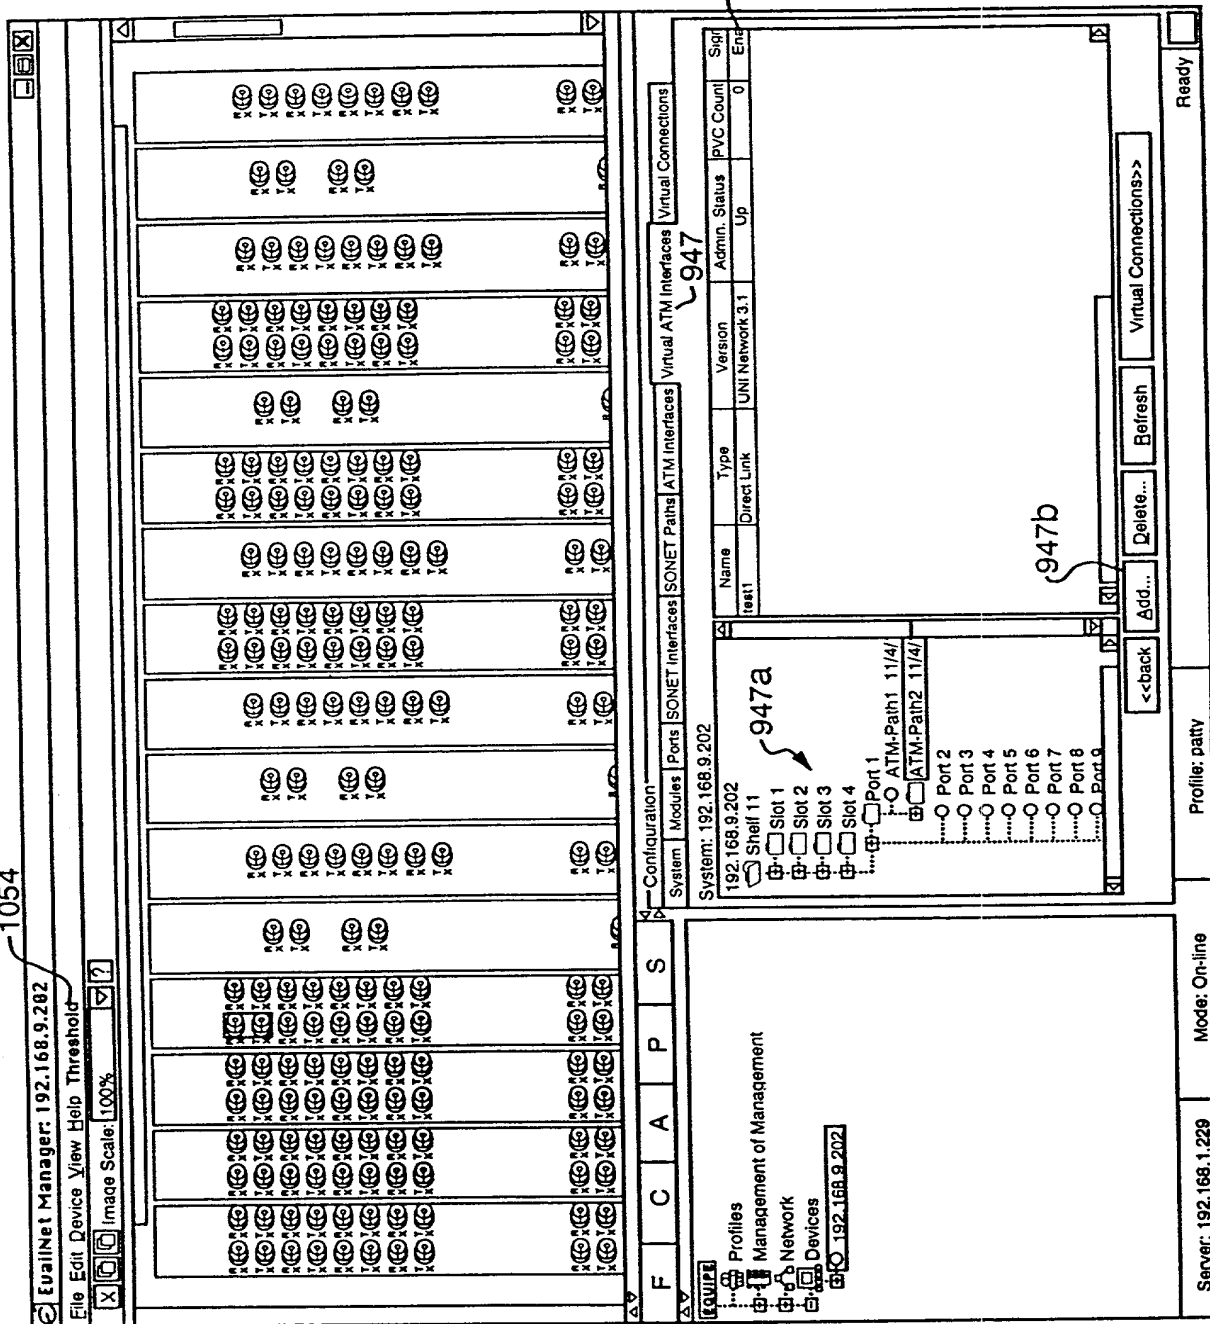 1054
EuallNet Manager: 192.168.9.202
File Edit Device View Help Threshold
X Image Scale: 100% ?
F C A P S
EQUIPE
Profiles
Management of Management
Network
Devices
192.168.9.202
Configuration
System Modules Ports SONET Interfaces SONET Paths ATM Interfaces Virtual ATM Interfaces Virtual Connections
947
System: 192.168.9.202
192.168.9.202
Shelf 11
Slot 1
Slot 2
Slot 3
Slot 4
Port 1
ATM-Path1 11/4/
ATM-Path2 11/4/
Port 2
Port 3
Port 4
Port 5
Port 6
Port 7
Port 8
Port 9
947a
Name Type Version Admin. Status PVC Count Sign
test1 Direct Link UNI Network 3.1 Up 0 Ena
947b
<<back Add... Delete... Refresh Virtual Connections>>
Server: 192.168.1.229 Mode: On-line Profile: patty Ready